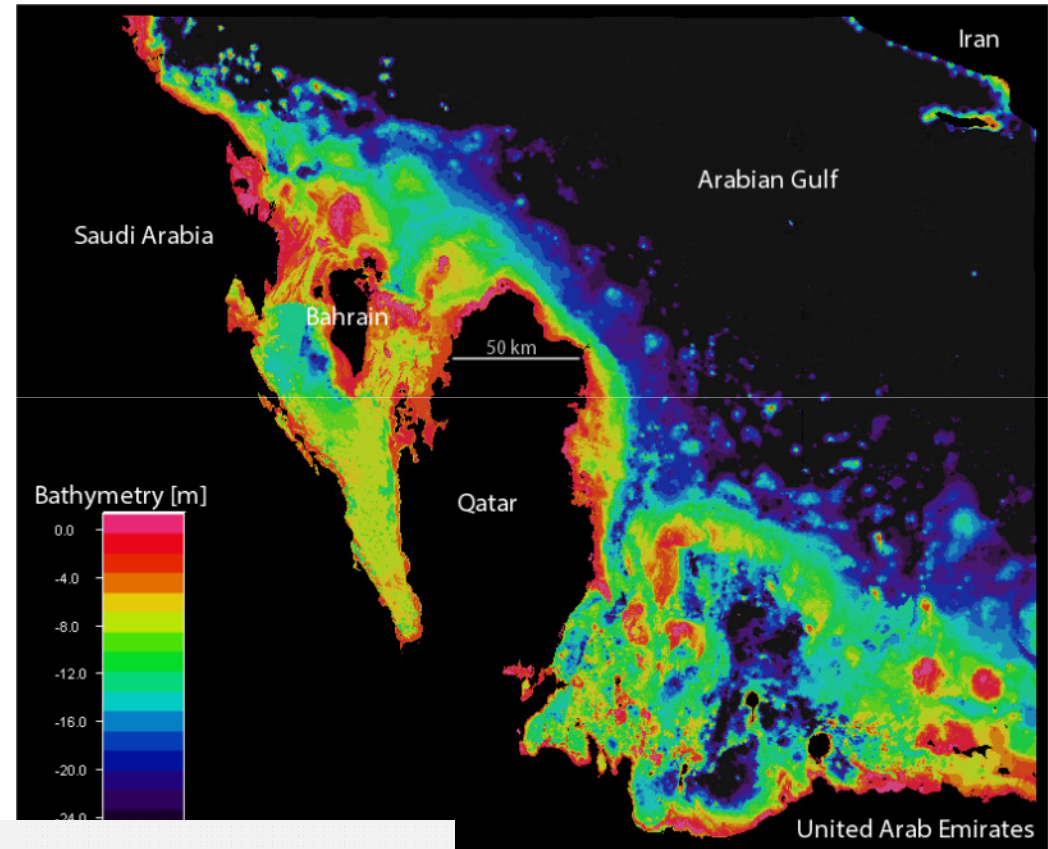 Iran
Arabian Gulf
Saudi Arabia
Bahrain
50 km
Qatar
Bathymetry [m]
0.0
-4.0
-8.0
-12.0
-16.0
-20.0
-24.0
United Arab Emirates